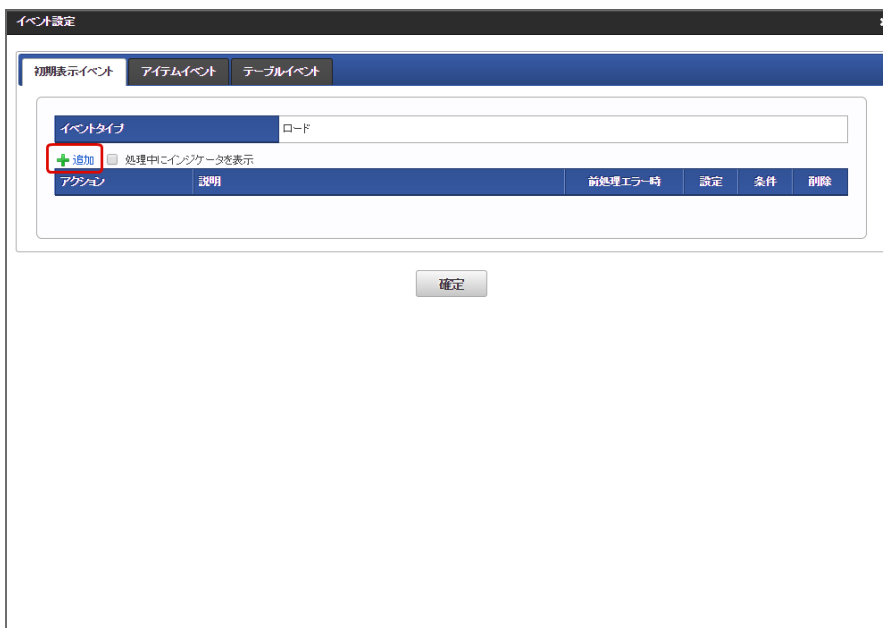 イベント設定
初期表示イベント アイテムイベント テーブルイベント
イベントタイプ ロード
追加 処理中にインジケータを表示
アクション 説明 前処理エラー時 設定 条件 削除
確定